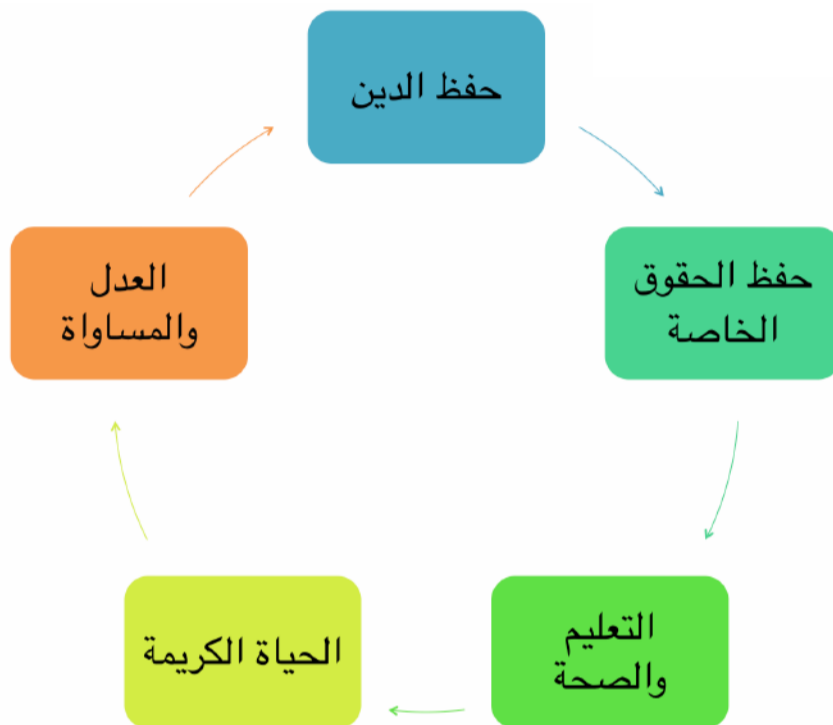 حفظ الدين
حفظ الحقوق
الخاصة
التعليم
والصحة
الحياة الكريمة
العدل
والمساواة